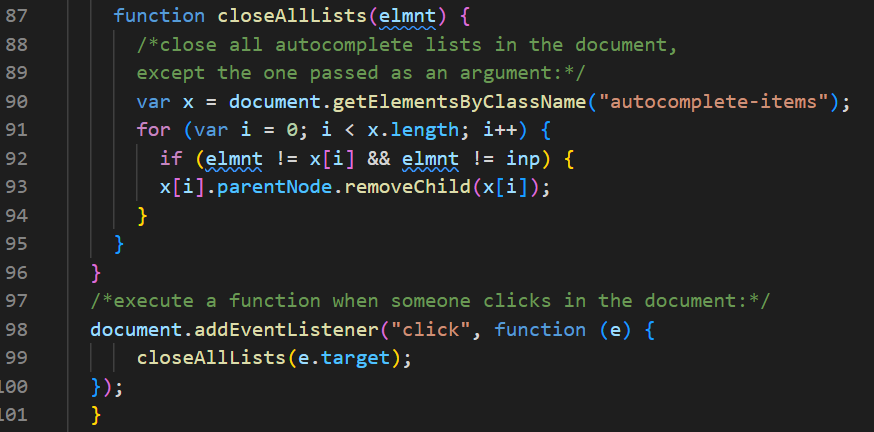 87 function closeAllLists(elmnt) {
88 /*close all autocomplete lists in the document,
89 except the one passed as an argument:*/
90 var x = document.getElementsByClassName("autocomplete-items");
91 for (var i = 0; i < x.length; i++) {
92 if (elmnt != x[i] && elmnt != inp) {
93 x[i].parentNode.removeChild(x[i]);
94 }
95 }
96 }
97 /*execute a function when someone clicks in the document:*/
98 document.addEventListener("click", function (e) {
99 closeAllLists(e.target);
100 });
101 }